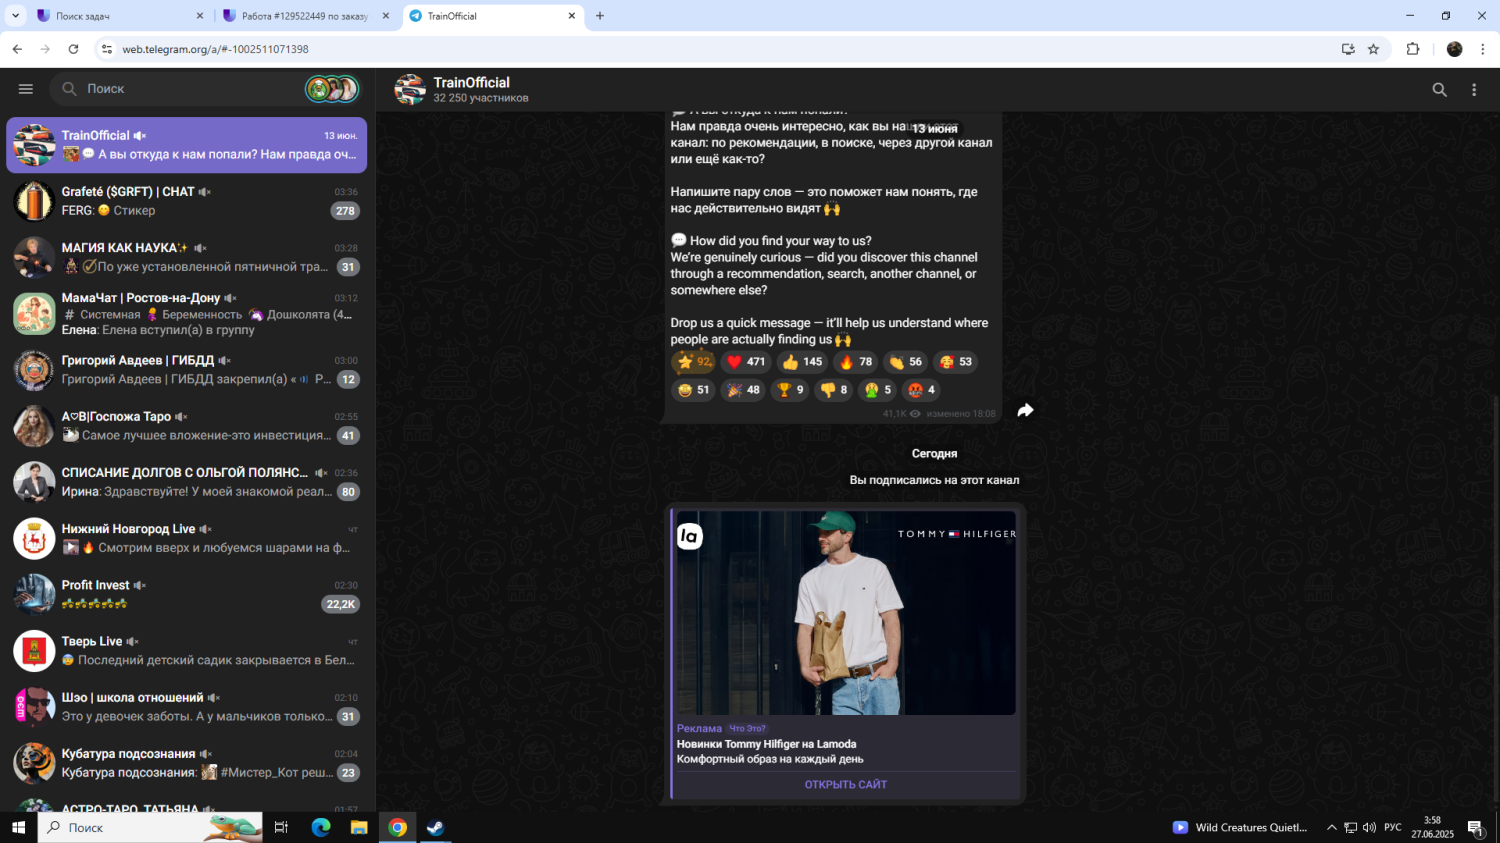 Поиск задач
Работа #129522449 по заказу
TrainOfficial
web.telegram.org/a/#-1002511071398
Поиск
TrainOfficial
32 250 участников
TrainOfficial
13 июн.
💬 А вы откуда к нам попали? Нам правда оч...
Grafeté ($GRFT) | CHAT
03:36
FERG: 😋 Стикер
278
МАГИЯ КАК НАУКА✨
03:28
По уже установленной пятничной тра...
31
МамаЧат | Ростов-на-Дону
03:12
# Системная 🤱 Беременность 🦄 Дошколята (4...
Елена: Елена вступил(а) в группу
Григорий Авдеев | ГИБДД
03:00
Григорий Авдеев | ГИБДД закрепил(а) « Р...
12
А♡В|Госпожа Таро
02:55
Самое лучшее вложение-это инвестиция...
41
СПИСАНИЕ ДОЛГОВ С ОЛЬГОЙ ПОЛЯНС...
02:36
Ирина: Здравствуйте! У моей знакомой реал...
80
Нижний Новгород Live
чт
🔥 Смотрим вверх и любуемся шарами на ф...
Profit Invest
02:30
22,2K
Тверь Live
чт
😰 Последний детский садик закрывается в Бел...
Шэо | школа отношений
02:10
Это у девочек заботы. А у мальчиков только...
31
Кубатура подсознания
02:04
Кубатура подсознания: #Мистер_Кот реш...
23
АСТРО-ТАРО ТАТЬЯНА
01:57
💬 А вы откуда к нам попали?
13 июня
Нам правда очень интересно, как вы нашли этот
канал: по рекомендации, в поиске, через другой канал
или ещё как-то?
Напишите пару слов — это поможет нам понять, где
нас действительно видят 🙌
💬 How did you find your way to us?
We're genuinely curious — did you discover this channel
through a recommendation, search, another channel, or
somewhere else?
Drop us a quick message — it'll help us understand where
people are actually finding us 🙌
⭐ 92, ❤️ 471 👍 145 🔥 78 👏 56 🥰 53
🤩 51 🎉 48 🏆 9 👎 8 🤮 5 🤬 4
41,1K изменено 18:08
Сегодня
Вы подписались на этот канал
la
TOMMY HILFIGER
Реклама Что Это?
Новинки Tommy Hilfiger на Lamoda
Комфортный образ на каждый день
ОТКРЫТЬ САЙТ
Поиск
Wild Creatures Quietl...
РУС
3:58
27.06.2025
1